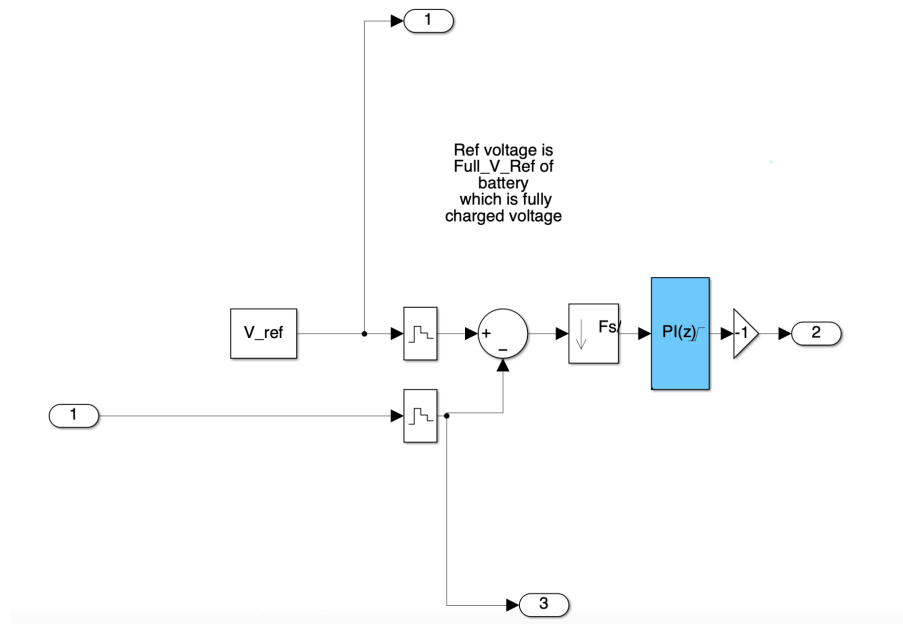 1
Ref voltage is
Full_V_Ref of
battery
which is fully
charged voltage
V_ref
+
−
Fs/
PI(z)
-1
2
1
3